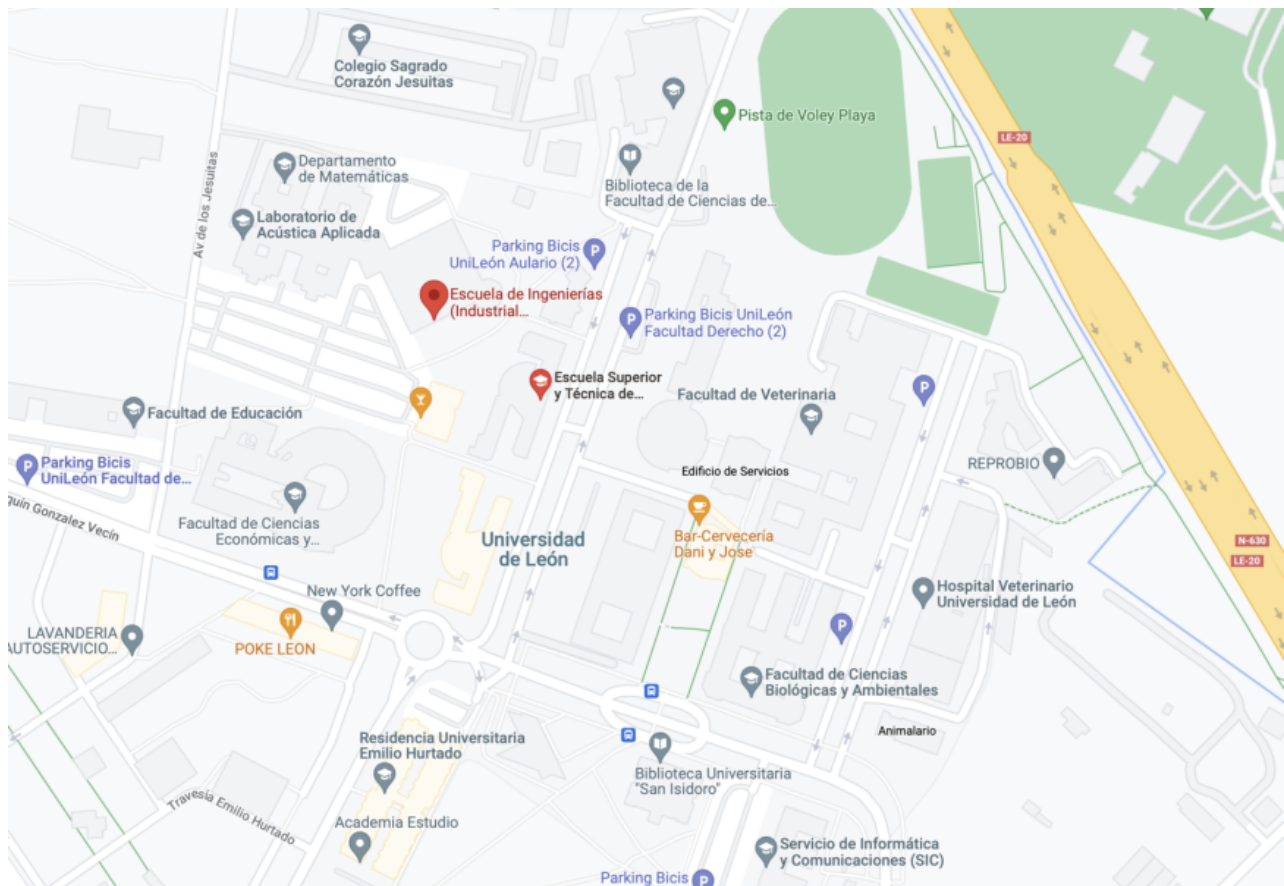 Colegio Sagrado
Corazón Jesuitas
Pista de Voley Playa
LE-20
Departamento
de Matemáticas
Biblioteca de la
Facultad de Ciencias de...
Av. de los Jesuitas
Laboratorio de
Acústica Aplicada
Parking Bicis
UniLeón Aulario (2)
Escuela de Ingenierías
(Industrial...
Parking Bicis UniLeón
Facultad Derecho (2)
Escuela Superior
y Técnica de...
Facultad de Veterinaria
Facultad de Educación
Parking Bicis
UniLeón Facultad de...
Edificio de Servicios
REPROBIO
quín Gonzalez Vecín
Facultad de Ciencias
Económicas y...
Universidad
de León
Bar-Cervecería
Dani y Jose
N-630
LE-20
Hospital Veterinario
Universidad de León
New York Coffee
POKE LEON
LAVANDERIA
AUTOSERVICIO...
Facultad de Ciencias
Biológicas y Ambientales
Animalario
Residencia Universitaria
Emilio Hurtado
Biblioteca Universitaria
"San Isidoro"
Travesía Emilio Hurtado
Academia Estudio
Servicio de Informática
y Comunicaciones (SIC)
Parking Bicis
P
P
P
P
P
P